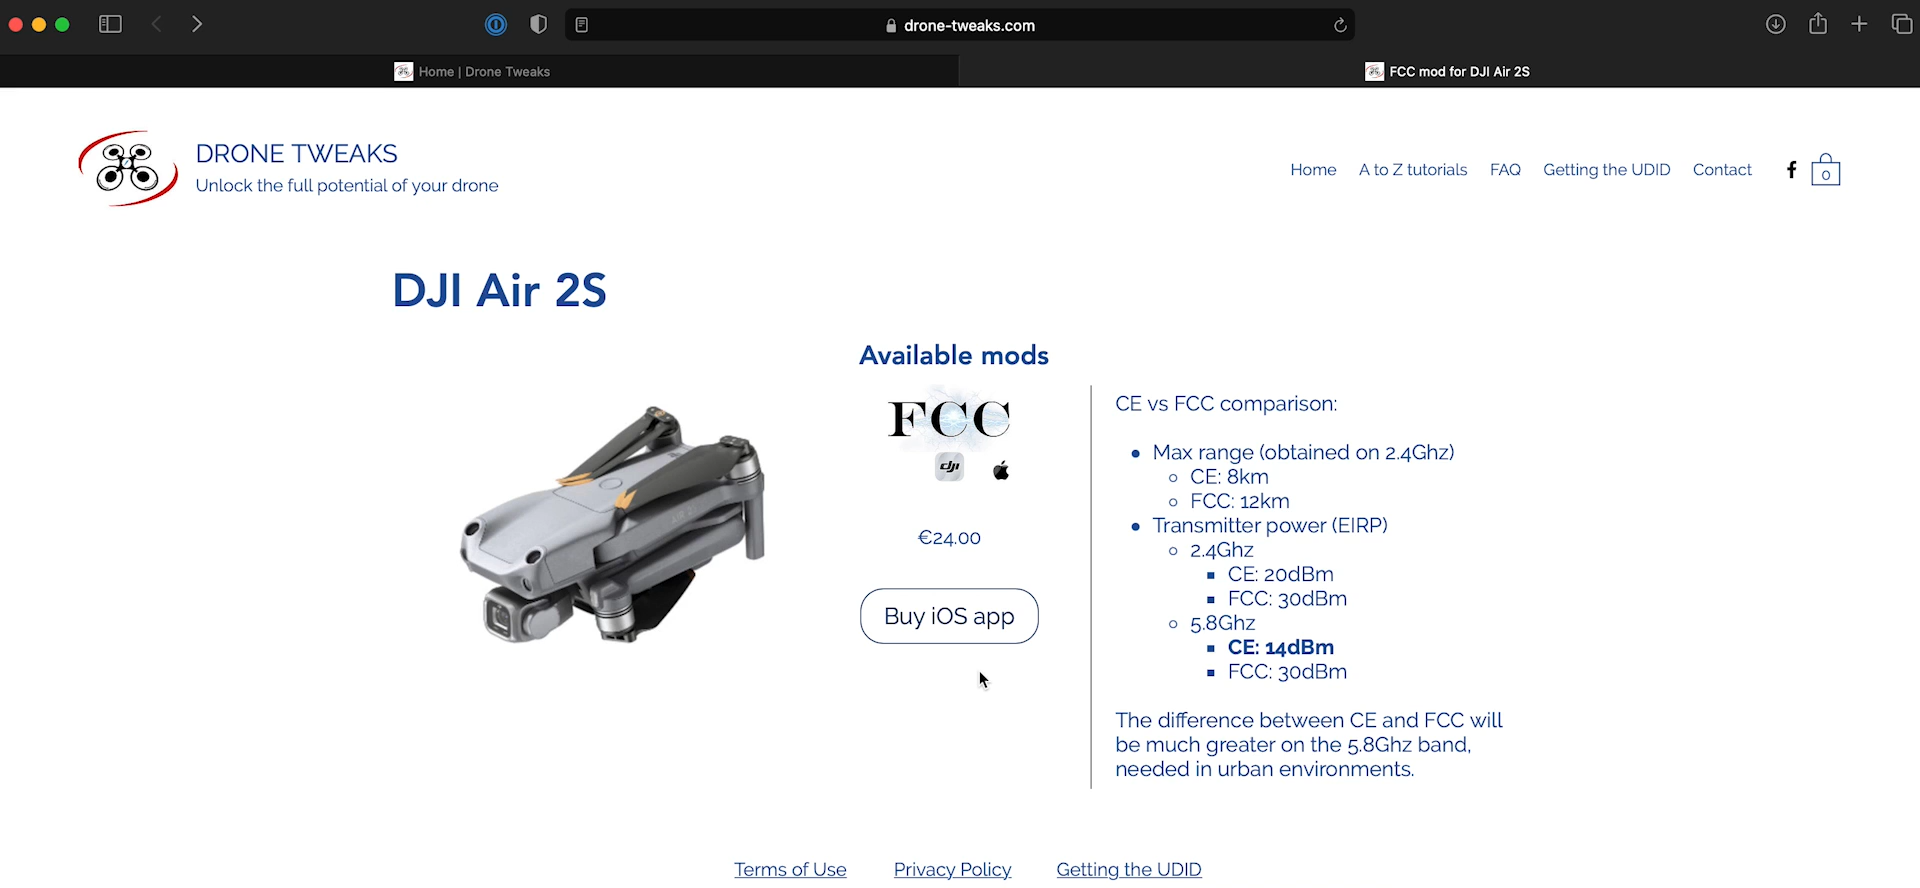 drone-tweaks.com
Home | Drone Tweaks
FCC mod for DJI Air 2S
DRONE TWEAKS
Unlock the full potential of your drone
Home
A to Z tutorials
FAQ
Getting the UDID
Contact
f
0
DJI Air 2S
Available mods
FCC
dji
€24.00
Buy iOS app
CE vs FCC comparison:
• Max range (obtained on 2.4Ghz)
○ CE: 8km
○ FCC: 12km
• Transmitter power (EIRP)
○ 2.4Ghz
▪ CE: 20dBm
▪ FCC: 30dBm
○ 5.8Ghz
▪ CE: 14dBm
▪ FCC: 30dBm
The difference between CE and FCC will
be much greater on the 5.8Ghz band,
needed in urban environments.
Terms of Use
Privacy Policy
Getting the UDID